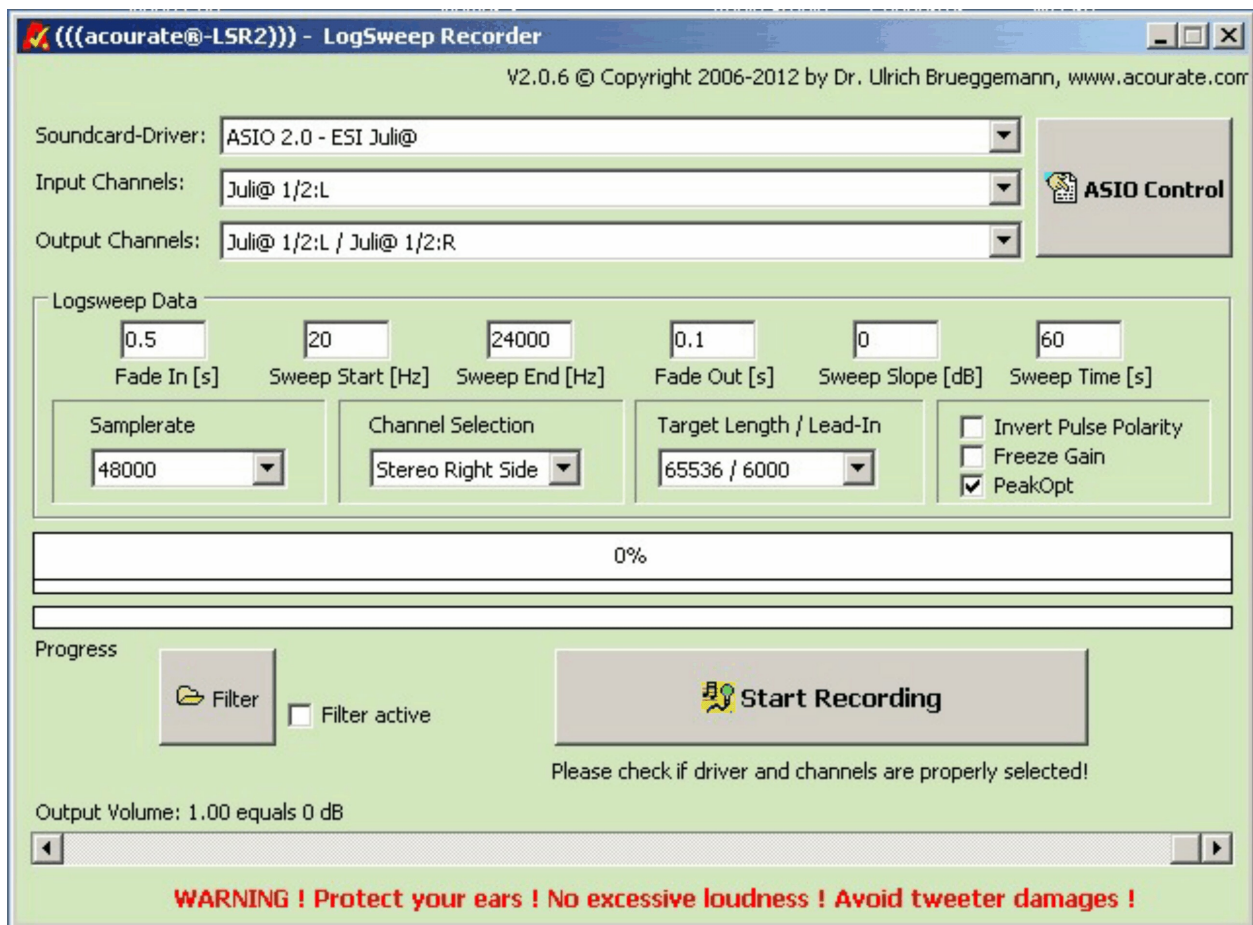 (((acourate®-LSR2))) - LogSweep Recorder
V2.0.6 © Copyright 2006-2012 by Dr. Ulrich Brueggemann, www.acourate.com
Soundcard-Driver: ASIO 2.0 - ESI Juli@
Input Channels: Juli@ 1/2:L
ASIO Control
Output Channels: Juli@ 1/2:L / Juli@ 1/2:R
Logsweep Data
0.5 20 24000 0.1 0 60
Fade In [s] Sweep Start [Hz] Sweep End [Hz] Fade Out [s] Sweep Slope [dB] Sweep Time [s]
Samplerate Channel Selection Target Length / Lead-In
48000 Stereo Right Side 65536 / 6000
Invert Pulse Polarity
Freeze Gain
PeakOpt
0%
Progress
Filter
Filter active
Start Recording
Please check if driver and channels are properly selected!
Output Volume: 1.00 equals 0 dB
WARNING ! Protect your ears ! No excessive loudness ! Avoid tweeter damages !